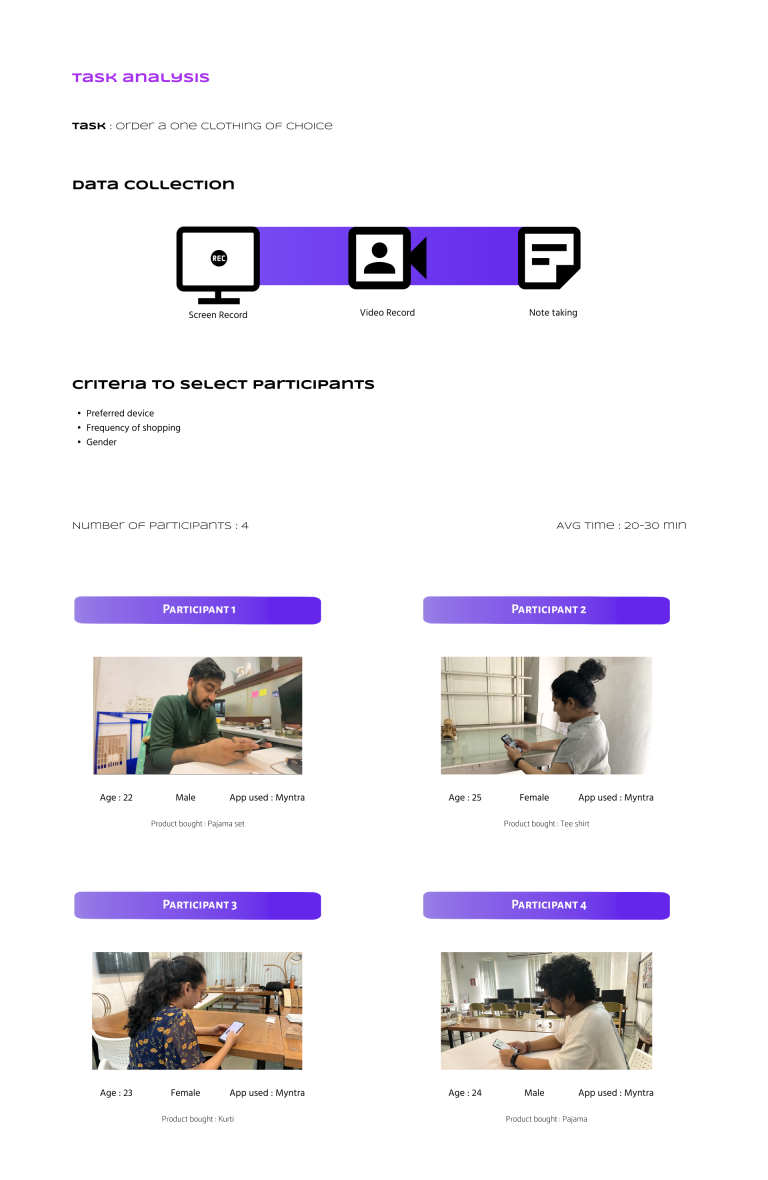 Task analysis
Task : Order a one clothing of choice
Data collection
REC
Screen Record
Video Record
Note taking
Criteria to select participants
• Preferred device
• Frequency of shopping
• Gender
Number of participants : 4
Avg time : 20-30 min
Participant 1
Participant 2
Age : 22 Male App used : Myntra
Product bought : Pajama set
Age : 25 Female App used : Myntra
Product bought : Tee shirt
Participant 3
Participant 4
Age : 23 Female App used : Myntra
Product bought : Kurti
Age : 24 Male App used : Myntra
Product bought : Pajama